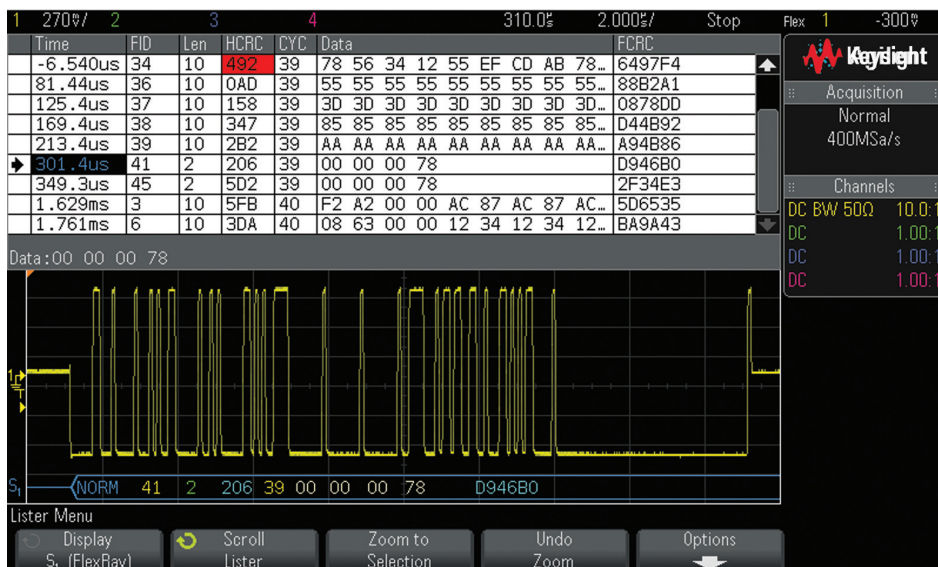 1 270▿/ 2 3 4 310.0s 2.000s/ Stop Flex 1 -300▿
Time FID Len HCRC CYC Data FCRC
-6.540us 34 10 492 39 78 56 34 12 55 EF CD AB 78… 6497F4
81.44us 36 10 0AD 39 55 55 55 55 55 55 55 55 55… 88B2A1
125.4us 37 10 158 39 3D 3D 3D 3D 3D 3D 3D 3D 3D… 0878DD
169.4us 38 10 347 39 85 85 85 85 85 85 85 85 85… D44B92
213.4us 39 10 2B2 39 AA AA AA AA AA AA AA AA AA… A94B86
301.4us 41 2 206 39 00 00 00 78 D946B0
349.3us 45 2 5D2 39 00 00 00 78 2F34E3
1.629ms 3 10 5FB 40 F2 A2 00 00 AC 87 AC 87 AC… 5D6535
1.761ms 6 10 3DA 40 08 63 00 00 12 34 12 34 12… BA9A43
Data:00 00 00 78
Acquisition
Normal
400MSa/s
Channels
DC BW 50Ω 10.0:1
DC 1.00:1
DC 1.00:1
DC 1.00:1
S₁ NORM 41 2 206 39 00 00 00 78 D946B0
Lister Menu
Display
S₁ (FlexRay)
Scroll
Lister
Zoom to
Selection
Undo
Zoom
Options